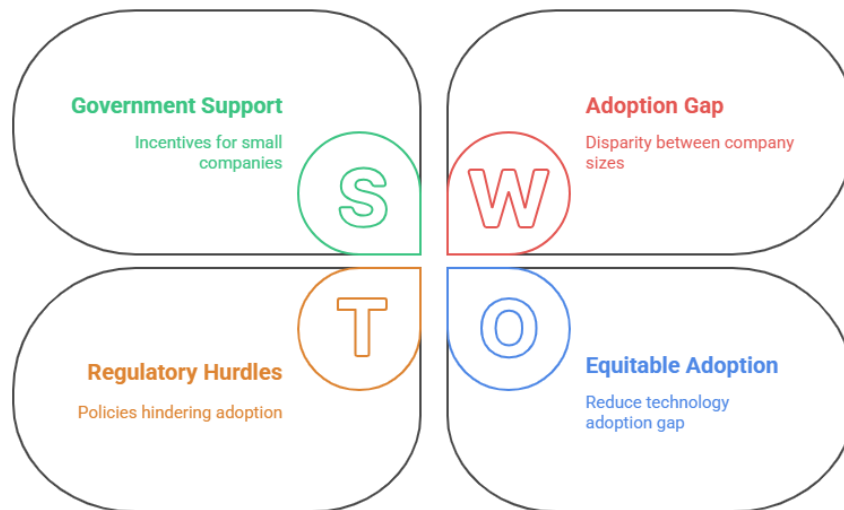 Government Support
Incentives for small
companies
S
Adoption Gap
Disparity between company
sizes
W
Regulatory Hurdles
Policies hindering adoption
T
Equitable Adoption
Reduce technology
adoption gap
O